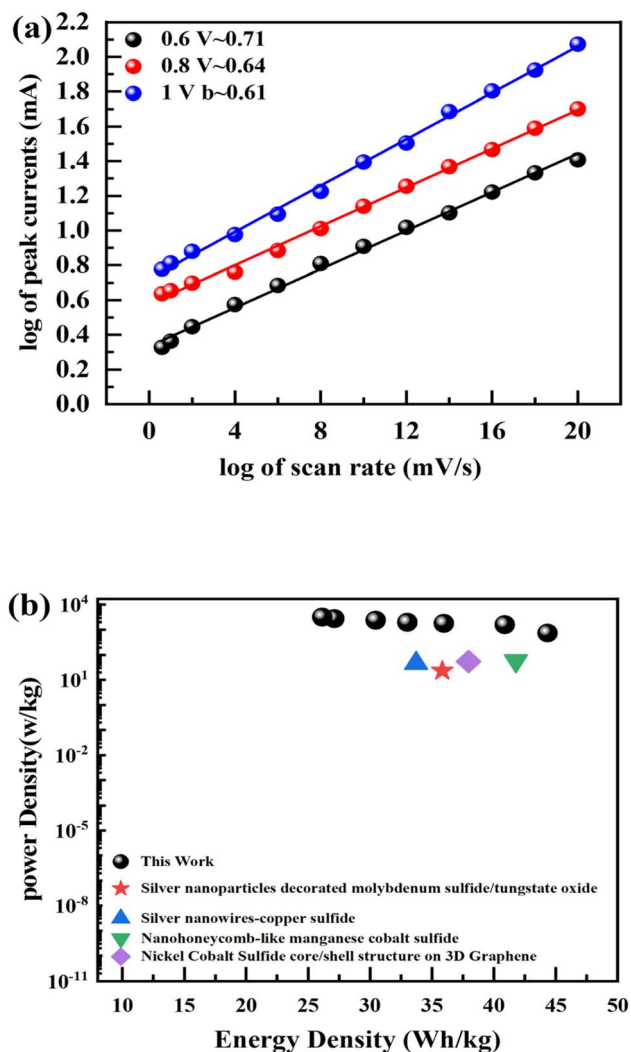 (a)
0.6 V~0.71
0.8 V~0.64
1 V b~0.61
log of peak currents (mA)
2.2
2.0
1.8
1.6
1.4
1.2
1.0
0.8
0.6
0.4
0.2
0.0
0 4 8 12 16 20
log of scan rate (mV/s)
(b)
power Density(w/kg)
10^4
10^1
10^-2
10^-5
10^-8
10^-11
This Work
Silver nanoparticles decorated molybdenum sulfide/tungstate oxide
Silver nanowires-copper sulfide
Nanohoneycomb-like manganese cobalt sulfide
Nickel Cobalt Sulfide core/shell structure on 3D Graphene
10 15 20 25 30 35 40 45 50
Energy Density (Wh/kg)